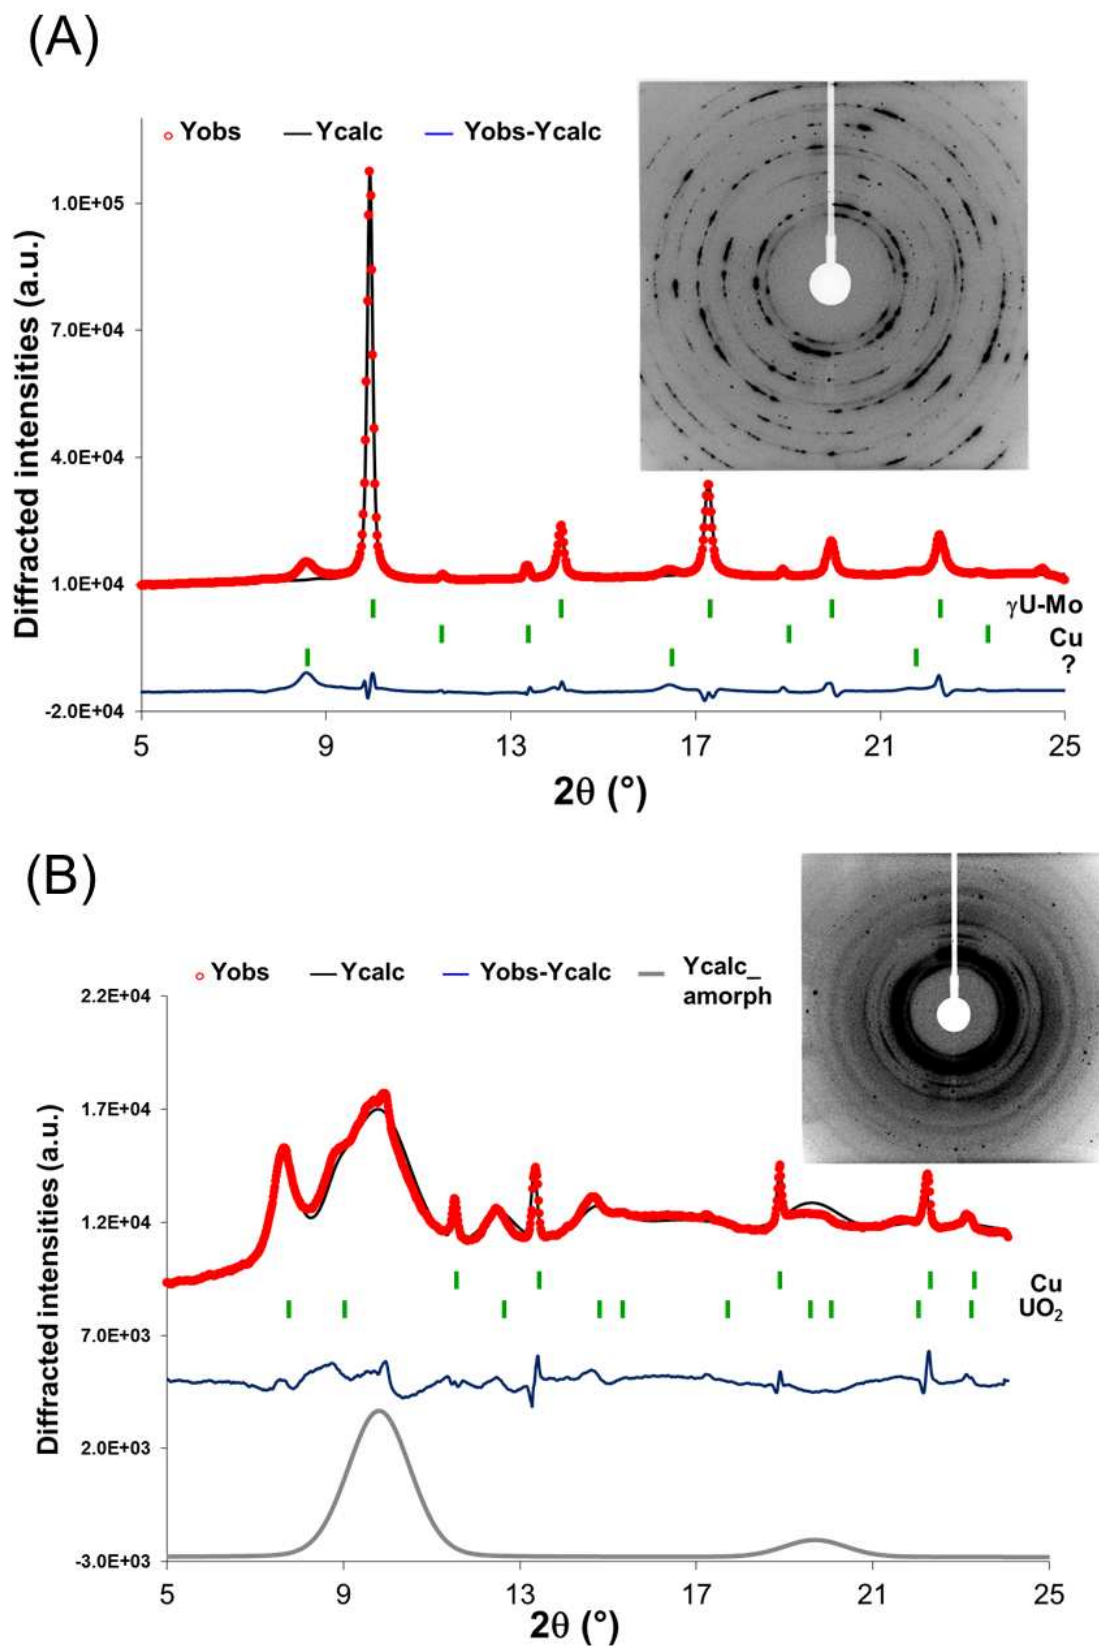 (A)
Yobs Ycalc Yobs-Ycalc
Diffracted intensities (a.u.)
1.0E+05
7.0E+04
4.0E+04
1.0E+04
-2.0E+04
γU-Mo
Cu
?
5 9 13 17 21 25
2θ (°)
(B)
Yobs Ycalc Yobs-Ycalc Ycalc_
amorph
Diffracted intensities (a.u.)
2.2E+04
1.7E+04
1.2E+04
7.0E+03
2.0E+03
-3.0E+03
Cu
UO₂
5 9 13 17 21 25
2θ (°)